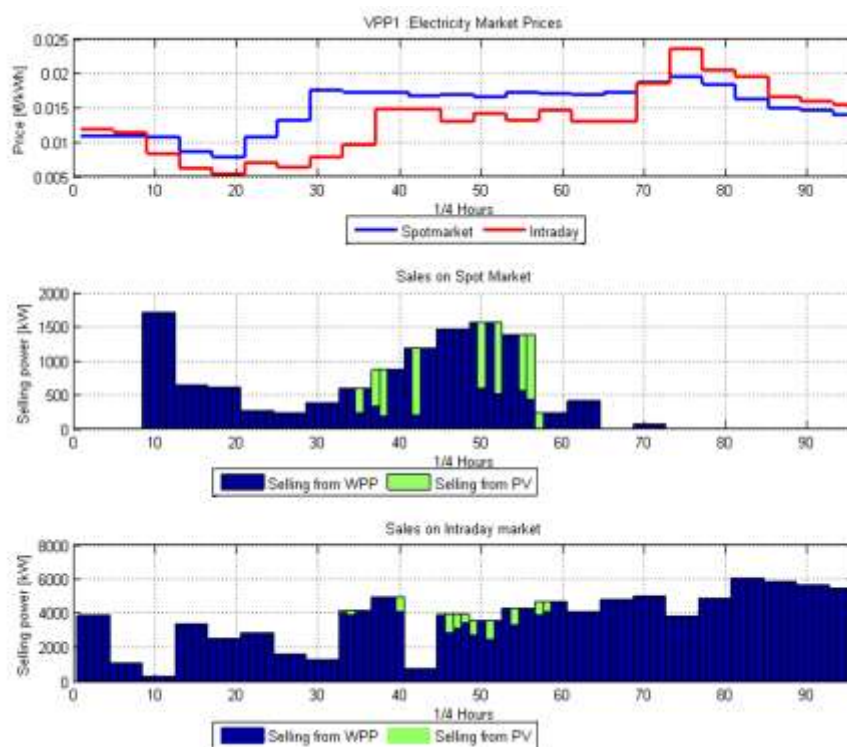 VPP1 :Electricity Market Prices
0.025
0.02
0.015
0.01
0.005
Price [€/kWh]
0 10 20 30 40 50 60 70 80 90
1/4 Hours
Spotmarket Intraday
Sales on Spot Market
2000
1500
1000
500
0
Selling power [kW]
0 10 20 30 40 50 60 70 80 90
1/4 Hours
Selling from WPP Selling from PV
Sales on Intraday market
8000
6000
4000
2000
0
Selling power [kW]
0 10 20 30 40 50 60 70 80 90
1/4 Hours
Selling from WPP Selling from PV